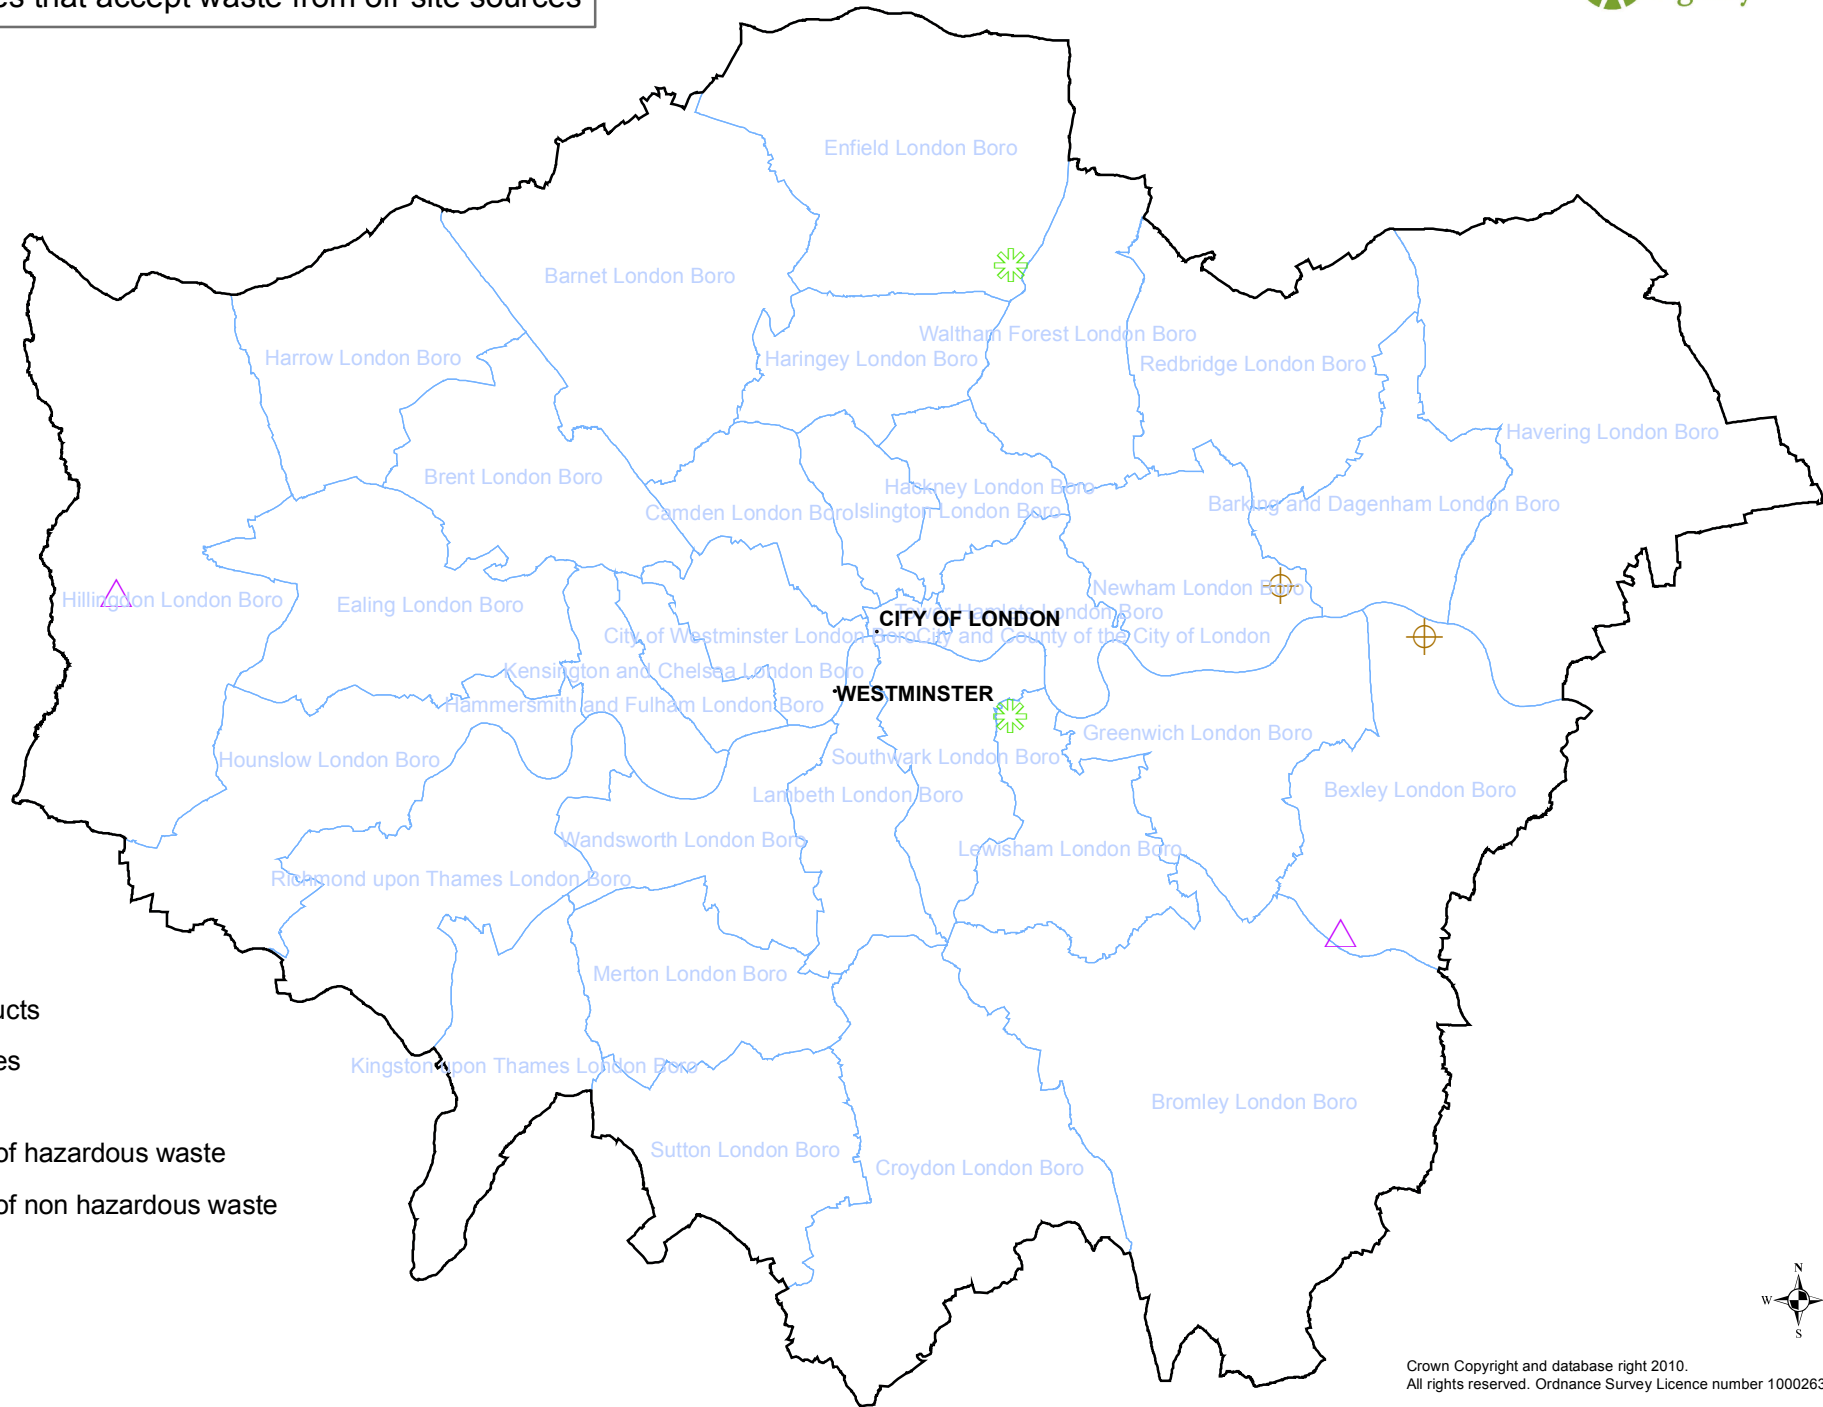 es that accept waste from off site sources
Enfield London Boro
Barnet London Boro
Waltham Forest London Boro
Harrow London Boro
Haringey London Boro
Redbridge London Boro
Havering London Boro
Brent London Boro
Hackney London Boro
Barking and Dagenham London Boro
Camden London Boro
Islington London Boro
Newham London Boro
Hillingdon London Boro
Ealing London Boro
Tower Hamlets London Boro
CITY OF LONDON
City of Westminster London Boro
City and County of the City of London
Kensington and Chelsea London Boro
WESTMINSTER
Hammersmith and Fulham London Boro
Greenwich London Boro
Hounslow London Boro
Southwark London Boro
Bexley London Boro
Lambeth London Boro
Wandsworth London Boro
Lewisham London Boro
Richmond upon Thames London Boro
Merton London Boro
ucts
es
Kingston upon Thames London Boro
Bromley London Boro
of hazardous waste
Sutton London Boro
Croydon London Boro
of non hazardous waste
N
W
S
Crown Copyright and database right 2010.
All rights reserved. Ordnance Survey Licence number 1000263